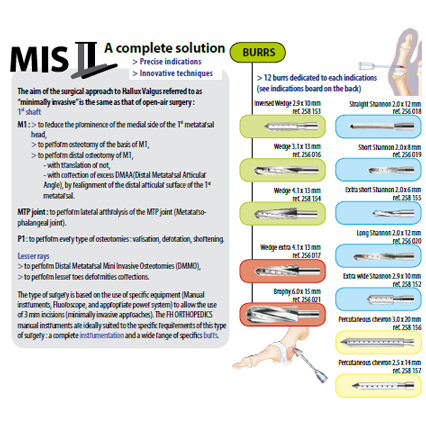 MIS II
A complete solution
> Precise indications
> Innovative techniques
The aim of the surgical approach to Hallux Valgus referred to as
"minimally invasive" is the same as that of open-air surgery :
1st shaft
M1 : > to reduce the prominence of the medial side of the 1st metatarsal
head,
> to perform osteotomy of the basis of M1,
> to perform distal osteotomy of M1,
- with translation or not,
- with correction of excess DMAA(Distal Metatarsal Articular
Angle), by realignment of the distal articular surface of the 1st
metatarsal.
MTP joint : to perform lateral arthrolysis of the MTP joint (Metatarso-
phalangeal joint).
P1 : to perform every type of osteotomies : valisation, derotation, shortening.
Lesser rays
> to perform Distal Metatarsal Mini Invasive Osteotomies (DMMO),
> to perform lesser toes deformities corrections.
The type of surgery is based on the use of specific equipment (Manual
instruments, Fluoroscope, and appropriate power system) to allow the use
of 3 mm incisions (minimally invasive approaches). The FH ORTHOPEDICS
manual instruments are ideally suited to the specific requirements of this type
of surgery : a complete instrumentation and a wide range of specific burrs.
BURRS
> 12 burrs dedicated to each indications
(see indications board on the back)
Inversed Wedge 2.9 x 10 mm
ref. 258 153
Wedge 3.1 x 13 mm
ref. 256 016
Wedge 4.1 x 13 mm
ref. 258 154
Wedge extra 4.1 x 13 mm
ref. 256 017
Brophy 6.0 x 15 mm
ref. 256 021
Straight Shannon 2.0 x 12 mm
ref. 256 018
Short Shannon 2.0 x 8 mm
ref. 256 019
Extra short Shannon 2.0 x 6 mm
ref. 258 155
Long Shannon 2.0 x 12 mm
ref. 256 020
Extra wide Shannon 2.9 x 10 mm
ref. 258 152
Percutaneous chevron 3.0 x 20 mm
ref. 258 156
Percutaneous chevron 2.5 x 14 mm
ref. 258 157